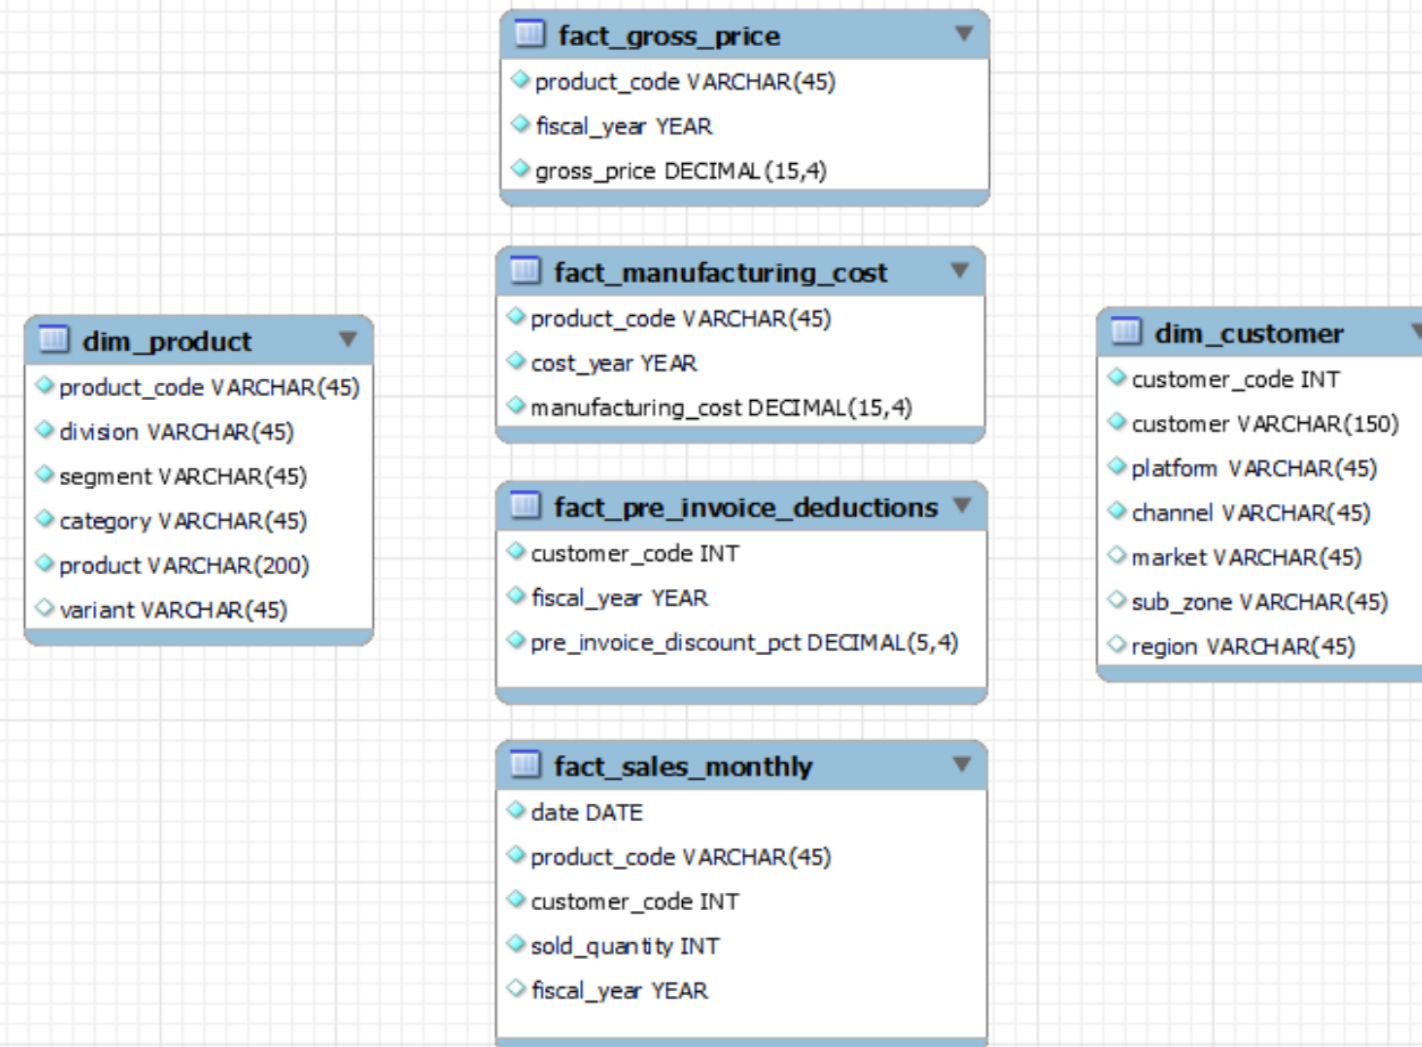 fact_gross_price
product_code VARCHAR(45)
fiscal_year YEAR
gross_price DECIMAL(15,4)
fact_manufacturing_cost
product_code VARCHAR(45)
cost_year YEAR
manufacturing_cost DECIMAL(15,4)
dim_product
product_code VARCHAR(45)
division VARCHAR(45)
segment VARCHAR(45)
category VARCHAR(45)
product VARCHAR(200)
variant VARCHAR(45)
dim_customer
customer_code INT
customer VARCHAR(150)
platform VARCHAR(45)
channel VARCHAR(45)
market VARCHAR(45)
sub_zone VARCHAR(45)
region VARCHAR(45)
fact_pre_invoice_deductions
customer_code INT
fiscal_year YEAR
pre_invoice_discount_pct DECIMAL(5,4)
fact_sales_monthly
date DATE
product_code VARCHAR(45)
customer_code INT
sold_quantity INT
fiscal_year YEAR